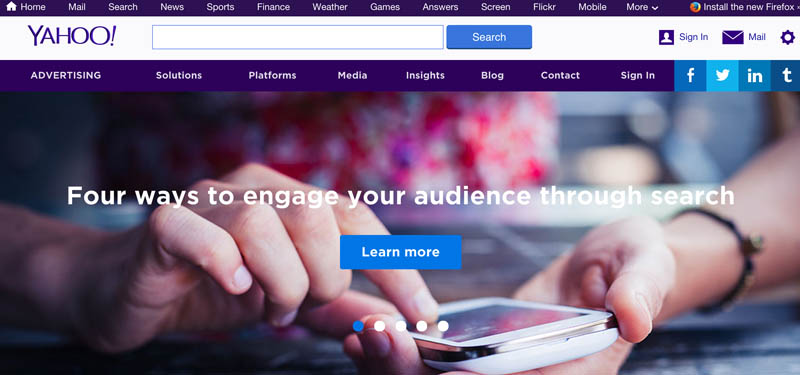 Home Mail Search News Sports Finance Weather Games Answers Screen Flickr Mobile More Install the new Firefox »
YAHOO! Search Sign In Mail
ADVERTISING Solutions Platforms Media Insights Blog Contact Sign In f in t
Four ways to engage your audience through search
Learn more